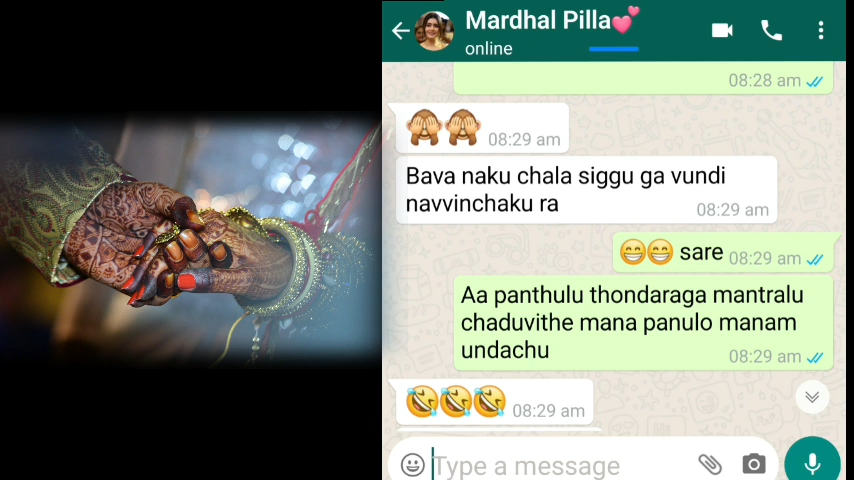 Mardhal Pilla💕
online
08:28 am
🙈🙈 08:29 am
Bava naku chala siggu ga vundi
navvinchaku ra
08:29 am
😁😁 sare 08:29 am
Aa panthulu thondaraga mantralu
chaduvithe mana panulo manam
undachu
08:29 am
🤣🤣🤣 08:29 am
Type a message